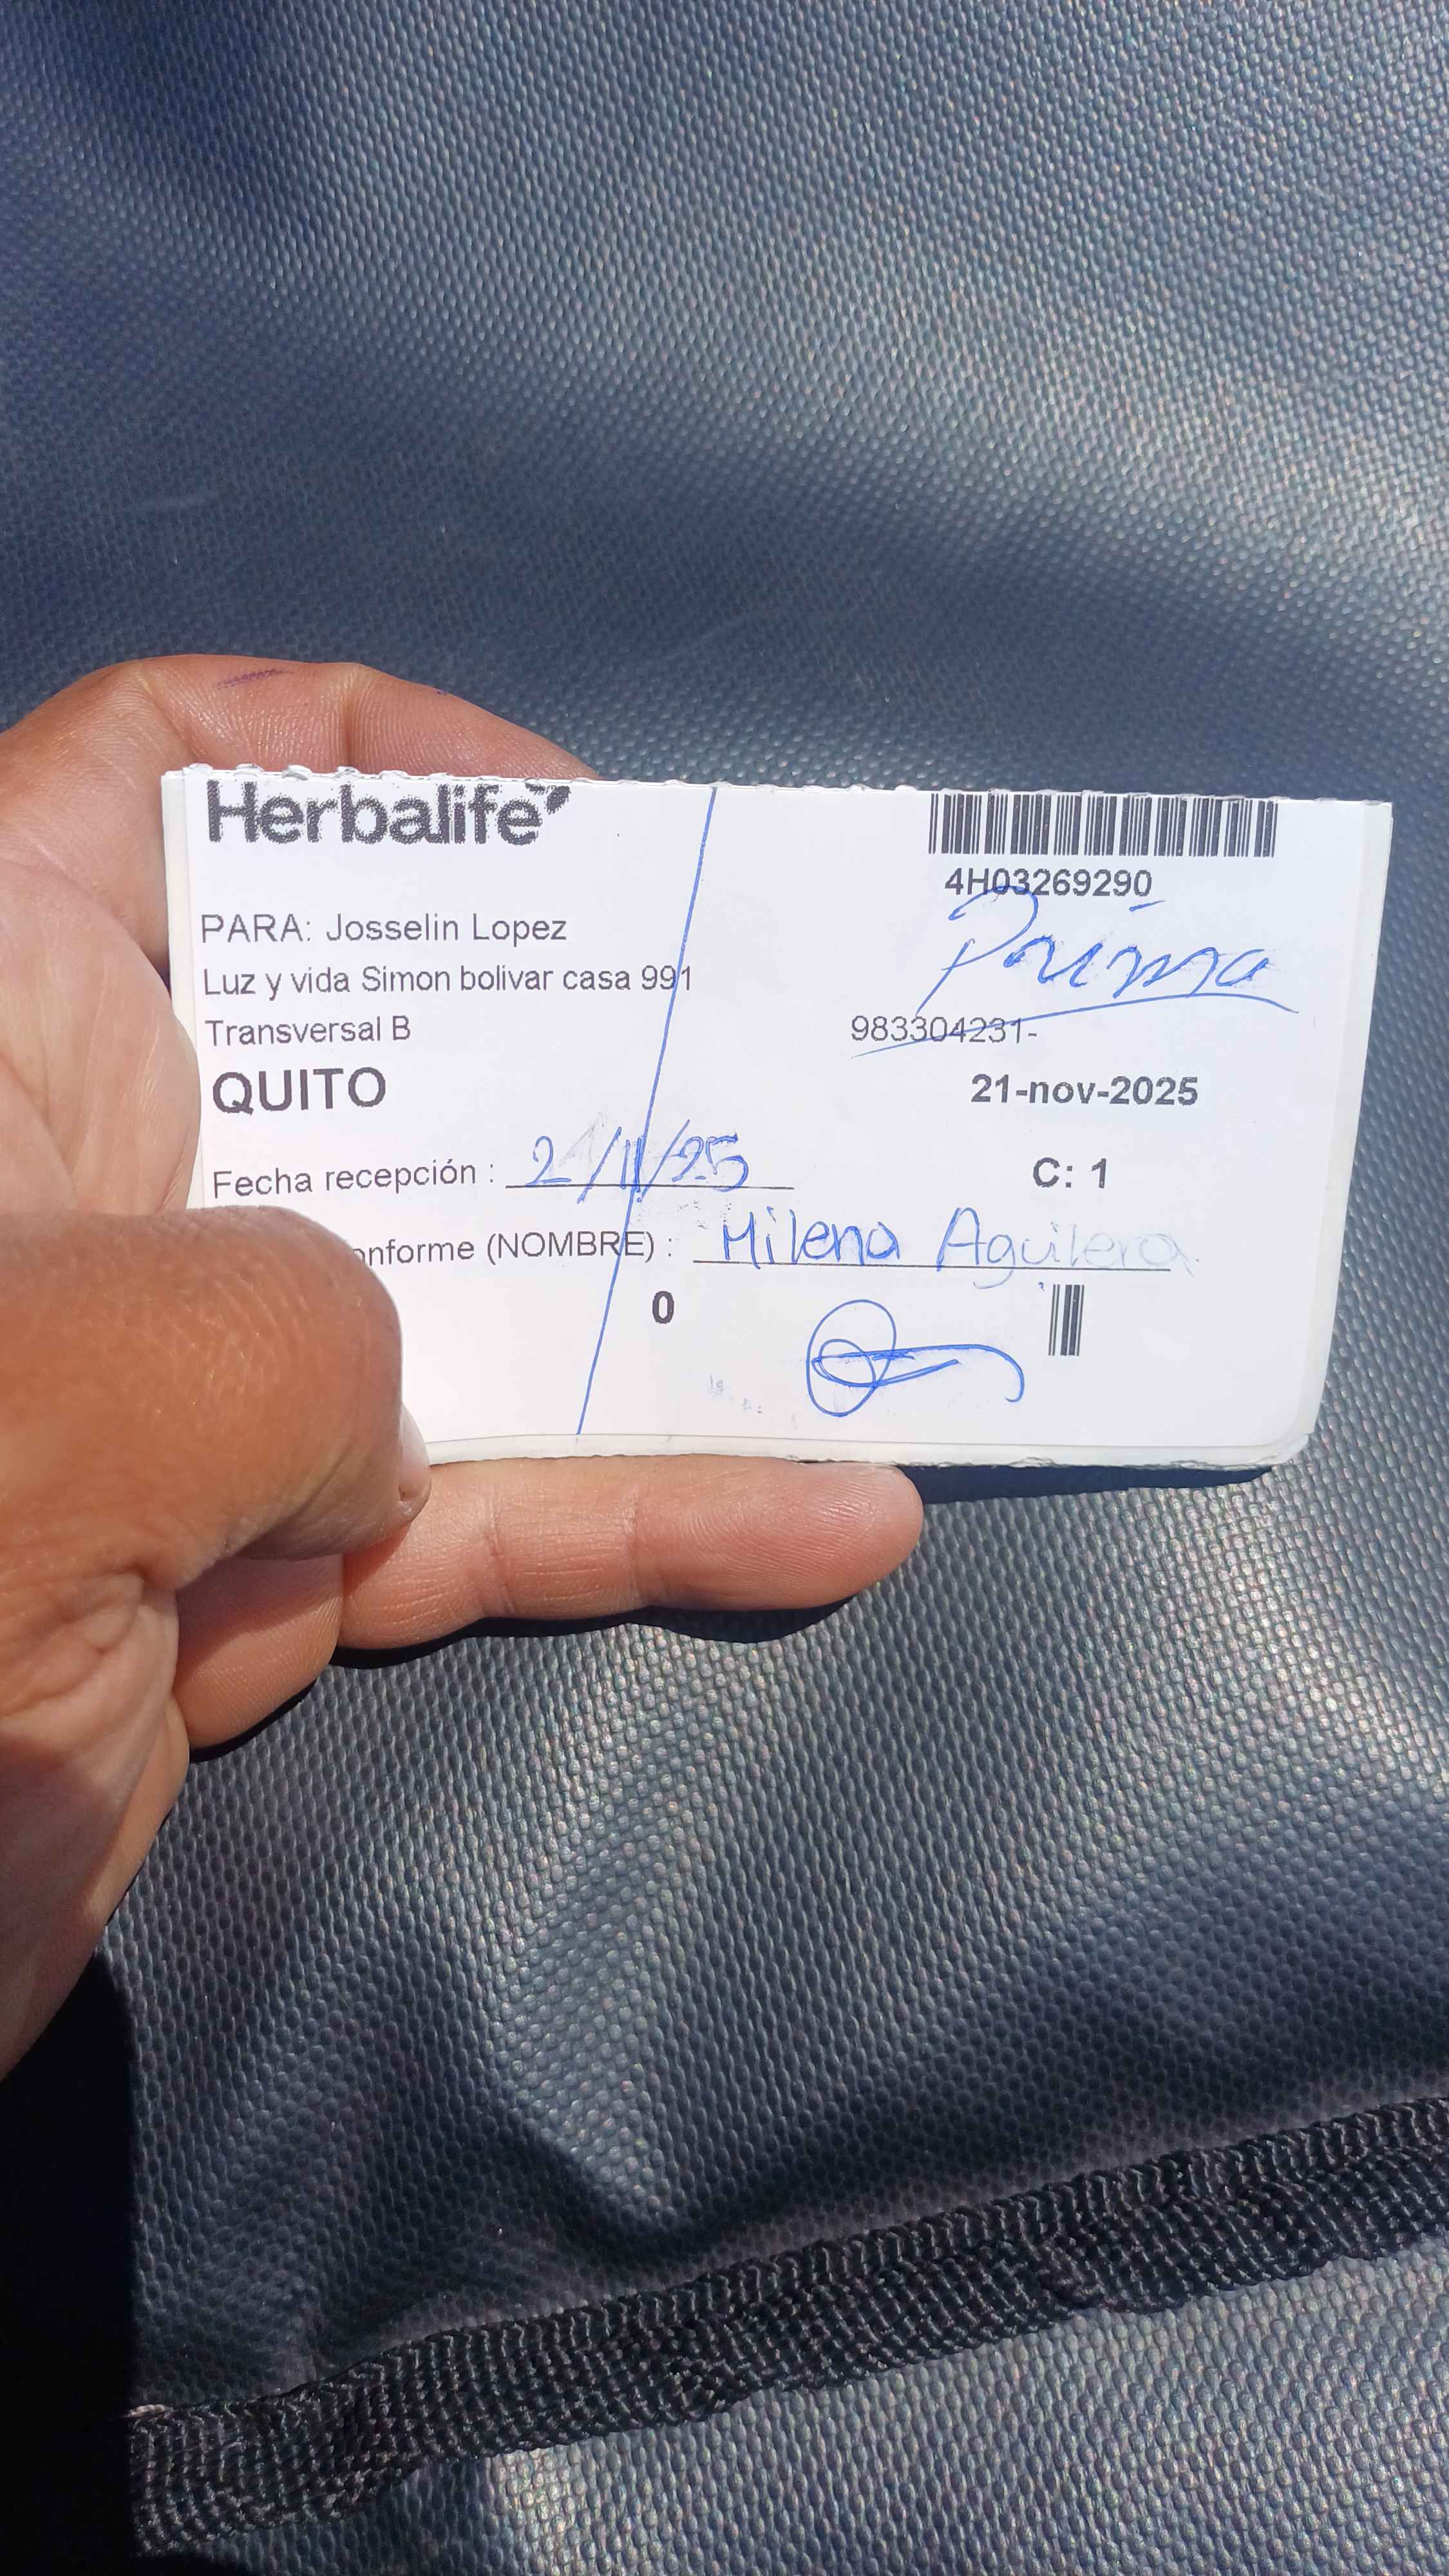 Herbalife
4H03269290
PARA: Josselin Lopez
Prima
Luz y vida Simon bolivar casa 991
Transversal B
983304231-
QUITO
21-nov-2025
Fecha recepción : 21/11/25
C: 1
onforme (NOMBRE) : Milena Aguilera
0